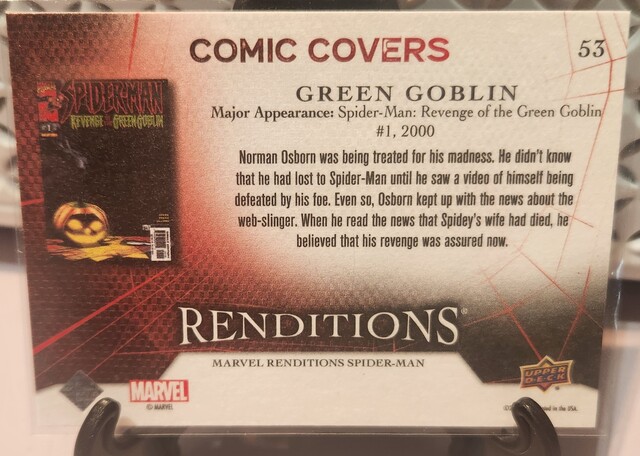 COMIC COVERS
53
SPIDER-MAN
REVENGE OF THE GREEN GOBLIN
GREEN GOBLIN
Major Appearance: Spider-Man: Revenge of the Green Goblin
#1, 2000
Norman Osborn was being treated for his madness. He didn't know
that he had lost to Spider-Man until he saw a video of himself being
defeated by his foe. Even so, Osborn kept up with the news about the
web-slinger. When he read the news that Spidey's wife had died, he
believed that his revenge was assured now.
RENDITIONS®
MARVEL RENDITIONS SPIDER-MAN
MARVEL
© MARVEL
UPPER
DECK
in the USA.